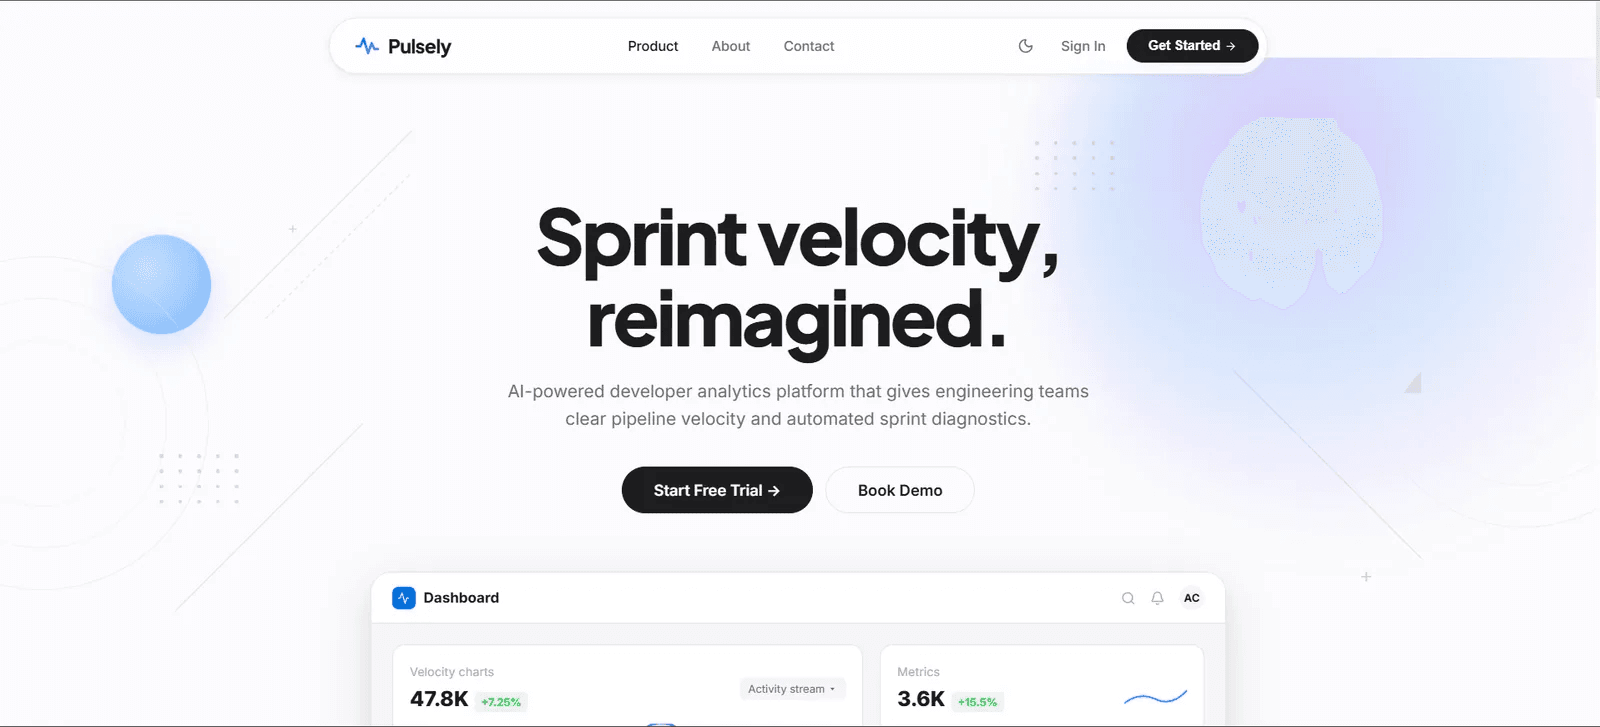 Pulsely
Product
About
Contact
Sign In
Get Started →
Sprint velocity,
reimagined.
AI-powered developer analytics platform that gives engineering teams
clear pipeline velocity and automated sprint diagnostics.
Start Free Trial →
Book Demo
Dashboard
AC
Velocity charts
47.8K +7.25%
Activity stream
Metrics
3.6K +15.5%